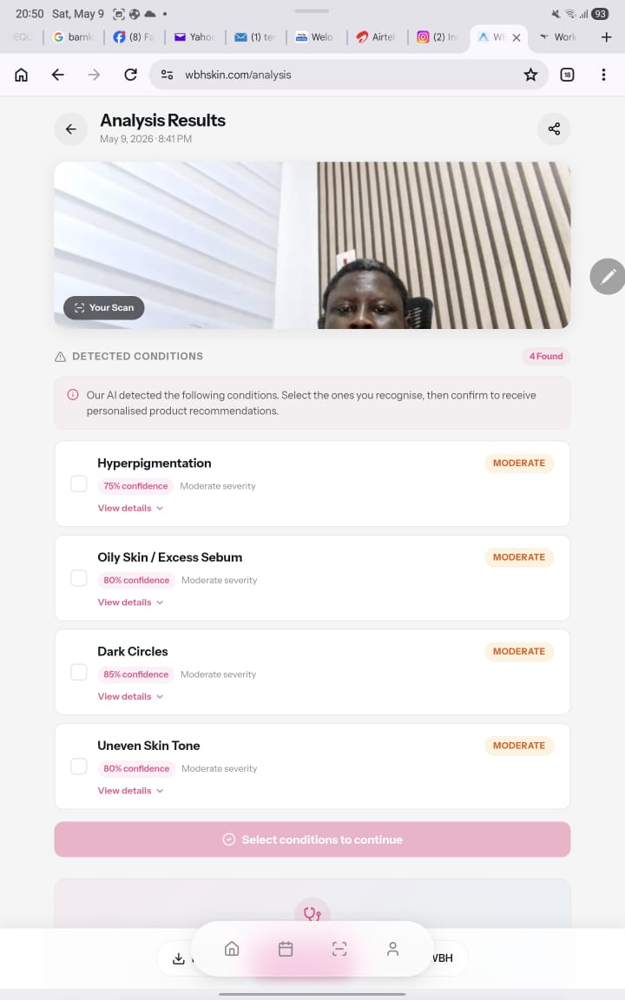 20:50 Sat, May 9
93
barnk
(8) Fa
Yahoo
(1) te
Welo
Airtel
(2) In
WE
Work
wbhskin.com/analysis
18
Analysis Results
May 9, 2026 · 8:41 PM
Your Scan
DETECTED CONDITIONS
4 Found
Our AI detected the following conditions. Select the ones you recognise, then confirm to receive
personalised product recommendations.
Hyperpigmentation
MODERATE
75% confidence Moderate severity
View details
Oily Skin / Excess Sebum
MODERATE
80% confidence Moderate severity
View details
Dark Circles
MODERATE
85% confidence Moderate severity
View details
Uneven Skin Tone
MODERATE
80% confidence Moderate severity
View details
Select conditions to continue
WBH